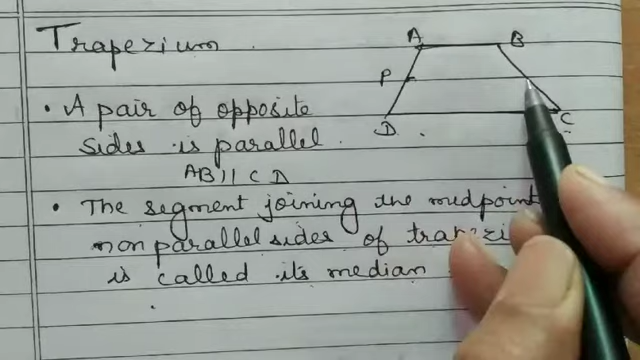 Trapezium
A B
P
D C
• A pair of opposite
sides is parallel.
AB || CD
• The segment joining the midpoint
non parallel sides of
is called its median